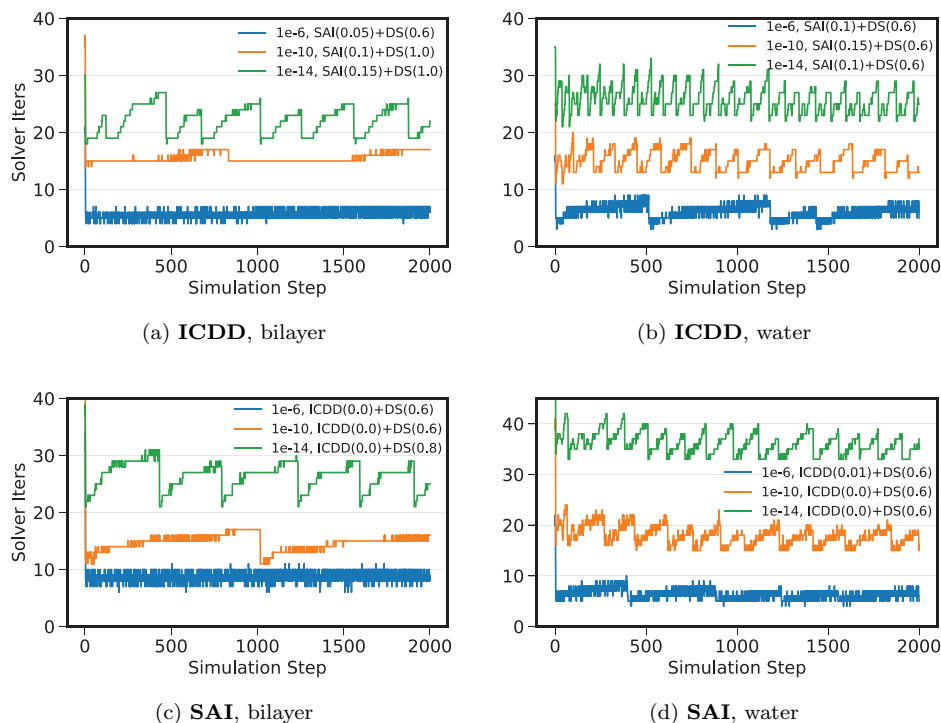 40
30
20
10
0
Solver Iters
1e-6, SAI(0.05)+DS(0.6)
1e-10, SAI(0.1)+DS(1.0)
1e-14, SAI(0.15)+DS(1.0)
0 500 1000 1500 2000
Simulation Step
(a) ICDD, bilayer
40
30
20
10
0
1e-6, SAI(0.1)+DS(0.6)
1e-10, SAI(0.15)+DS(0.6)
1e-14, SAI(0.1)+DS(0.6)
0 500 1000 1500 2000
Simulation Step
(b) ICDD, water
40
30
20
10
0
Solver Iters
1e-6, ICDD(0.0)+DS(0.6)
1e-10, ICDD(0.0)+DS(0.6)
1e-14, ICDD(0.0)+DS(0.8)
0 500 1000 1500 2000
Simulation Step
(c) SAI, bilayer
40
30
20
10
0
1e-6, ICDD(0.01)+DS(0.6)
1e-10, ICDD(0.0)+DS(0.6)
1e-14, ICDD(0.0)+DS(0.6)
0 500 1000 1500 2000
Simulation Step
(d) SAI, water